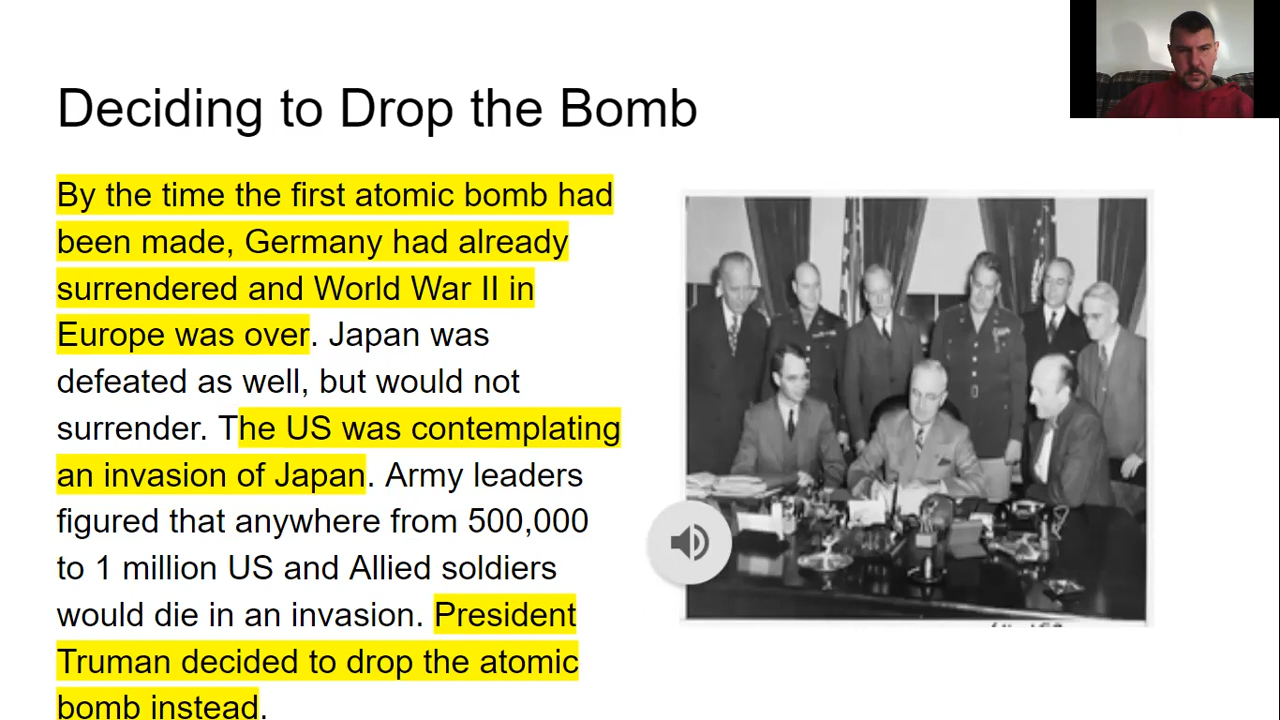 Deciding to Drop the Bomb
By the time the first atomic bomb had
been made, Germany had already
surrendered and World War II in
Europe was over. Japan was
defeated as well, but would not
surrender. The US was contemplating
an invasion of Japan. Army leaders
figured that anywhere from 500,000
to 1 million US and Allied soldiers
would die in an invasion. President
Truman decided to drop the atomic
bomb instead.